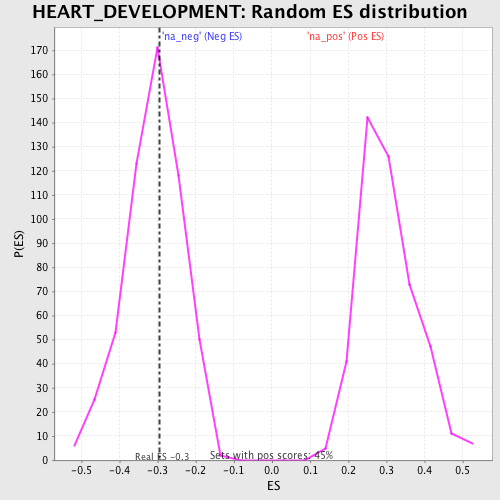 HEART_DEVELOPMENT: Random ES distribution
'na_neg' (Neg ES)
'na_pos' (Pos ES)
170
160
150
140
130
120
110
100
90
80
70
60
50
40
30
20
10
0
P(ES)
Real ES -0.3
Sets with pos scores: 45%
-0.5 -0.4 -0.3 -0.2 -0.1 0.0 0.1 0.2 0.3 0.4 0.5
ES